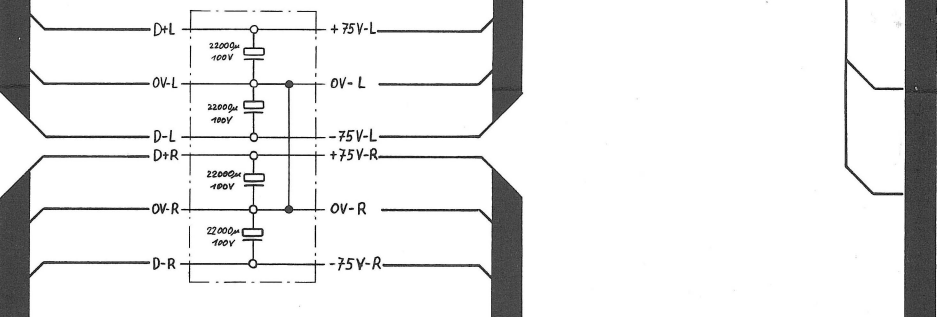 D+L +75V-L
22000µ
100V
0V-L 0V-L
22000µ
100V
D-L -75V-L
D+R +75V-R
22000µ
100V
0V-R 0V-R
22000µ
100V
D-R -75V-R